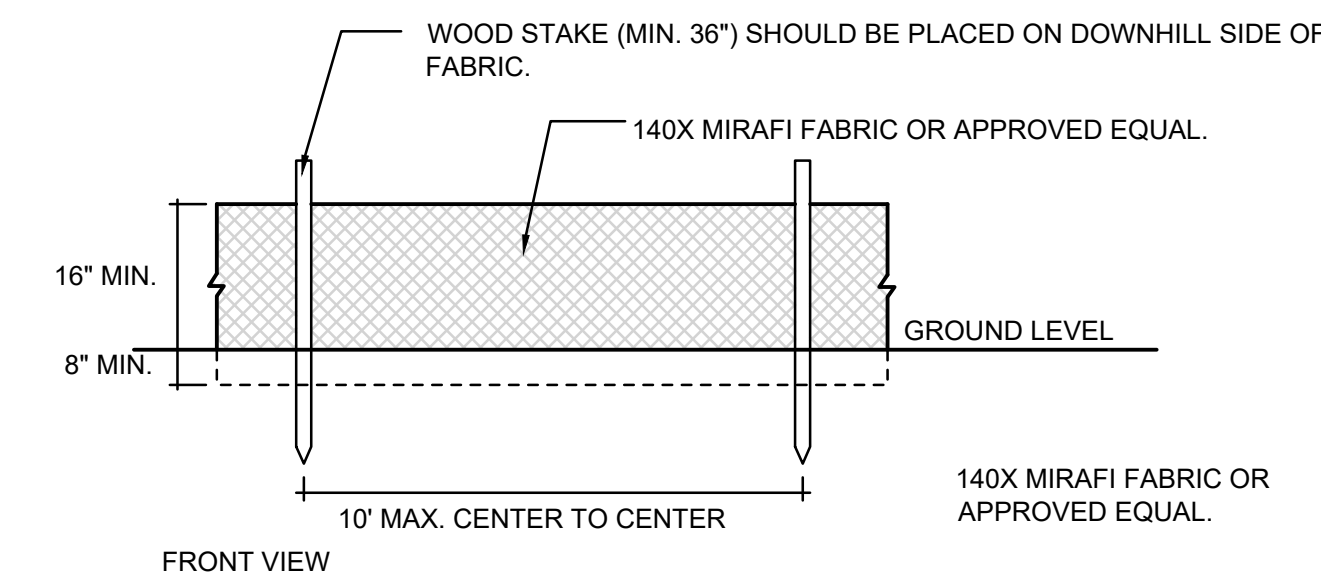 WOOD STAKE (MIN. 36") SHOULD BE PLACED ON DOWNHILL SIDE OF
FABRIC.
140X MIRAFI FABRIC OR APPROVED EQUAL.
16" MIN.
GROUND LEVEL
8" MIN.
140X MIRAFI FABRIC OR
APPROVED EQUAL.
10' MAX. CENTER TO CENTER
FRONT VIEW